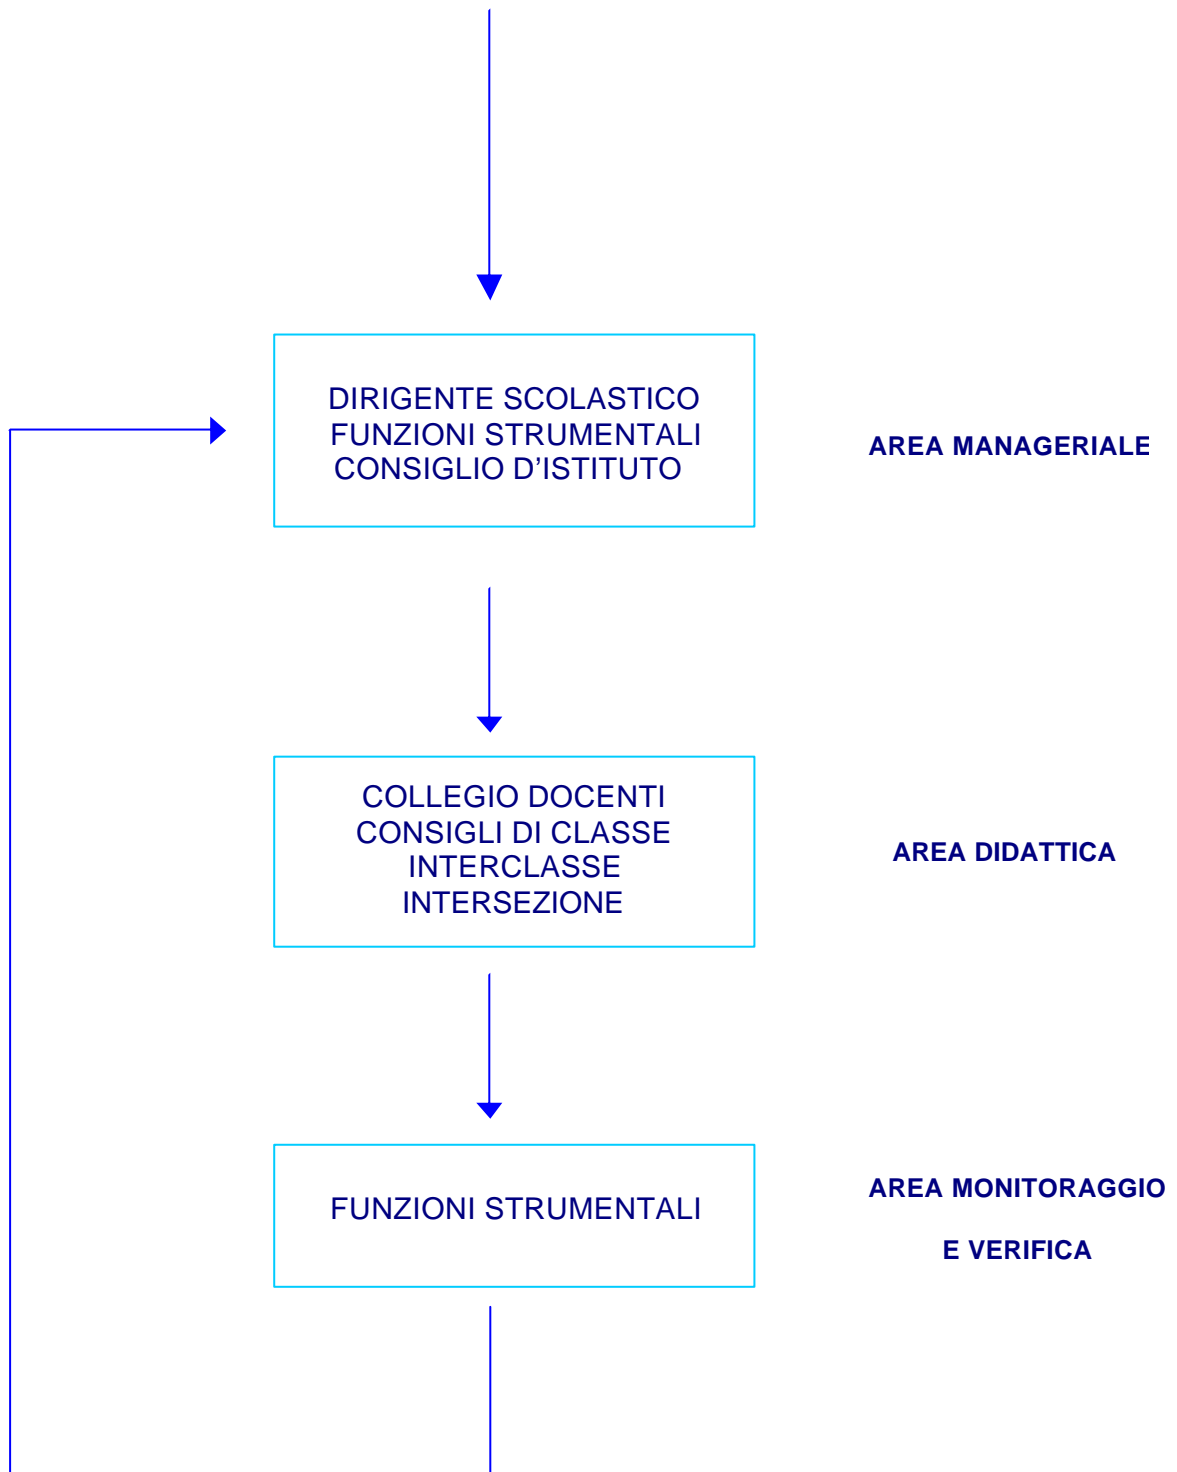 DIRIGENTE SCOLASTICO
FUNZIONI STRUMENTALI
CONSIGLIO D’ISTITUTO
AREA MANAGERIALE
COLLEGIO DOCENTI
CONSIGLI DI CLASSE
INTERCLASSE
INTERSEZIONE
AREA DIDATTICA
FUNZIONI STRUMENTALI
AREA MONITORAGGIO
E VERIFICA